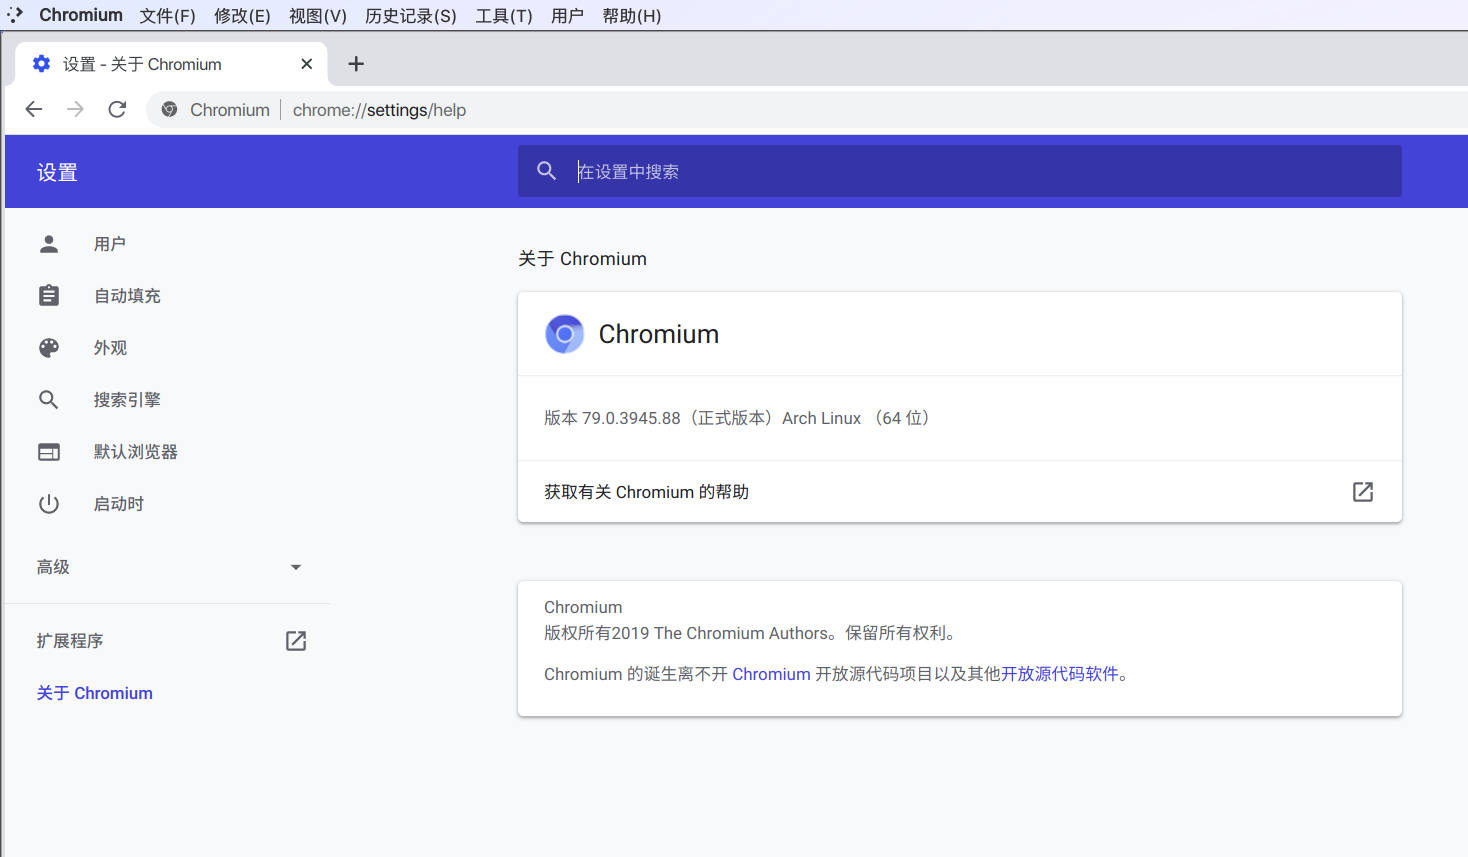 Chromium 文件(F) 修改(E) 视图(V) 历史记录(S) 工具(T) 用户 帮助(H)
设置 - 关于 Chromium
Chromium chrome://settings/help
设置
在设置中搜索
用户
自动填充
外观
搜索引擎
默认浏览器
启动时
高级
扩展程序
关于 Chromium
关于 Chromium
Chromium
版本 79.0.3945.88（正式版本）Arch Linux （64 位）
获取有关 Chromium 的帮助
Chromium
版权所有2019 The Chromium Authors。保留所有权利。
Chromium 的诞生离不开 Chromium 开放源代码项目以及其他开放源代码软件。